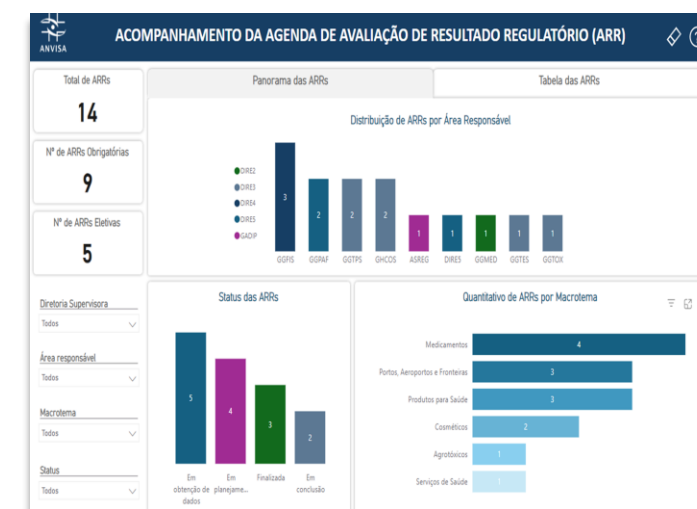 ANVISA
ACOMPANHAMENTO DA AGENDA DE AVALIAÇÃO DE RESULTADO REGULATÓRIO (ARR)
Total de ARRs
14
Nº de ARRs Obrigatórias
9
Nº de ARRs Eletivas
5
Diretoria Supervisora
Todos
Área responsável
Todos
Macrotema
Todos
Status
Todos
Panorama das ARRs
Tabela das ARRs
Distribuição de ARRs por Área Responsável
DIRE2
DIRE3
DIRE4
DIRE5
GADIP
3 2 2 2 1 1 1 1 1
GGFIS GGPAF GGTPS GHCOS ASREG DIRE5 GGMED GGTES GGTOX
Status das ARRs
5 4 3 2
Em obtenção de dados
Em planejame...
Finalizada
Em conclusão
Quantitativo de ARRs por Macrotema
Medicamentos 4
Portos, Aeroportos e Fronteiras 3
Produtos para Saúde 3
Cosméticos 2
Agrotóxicos 1
Serviços de Saúde 1